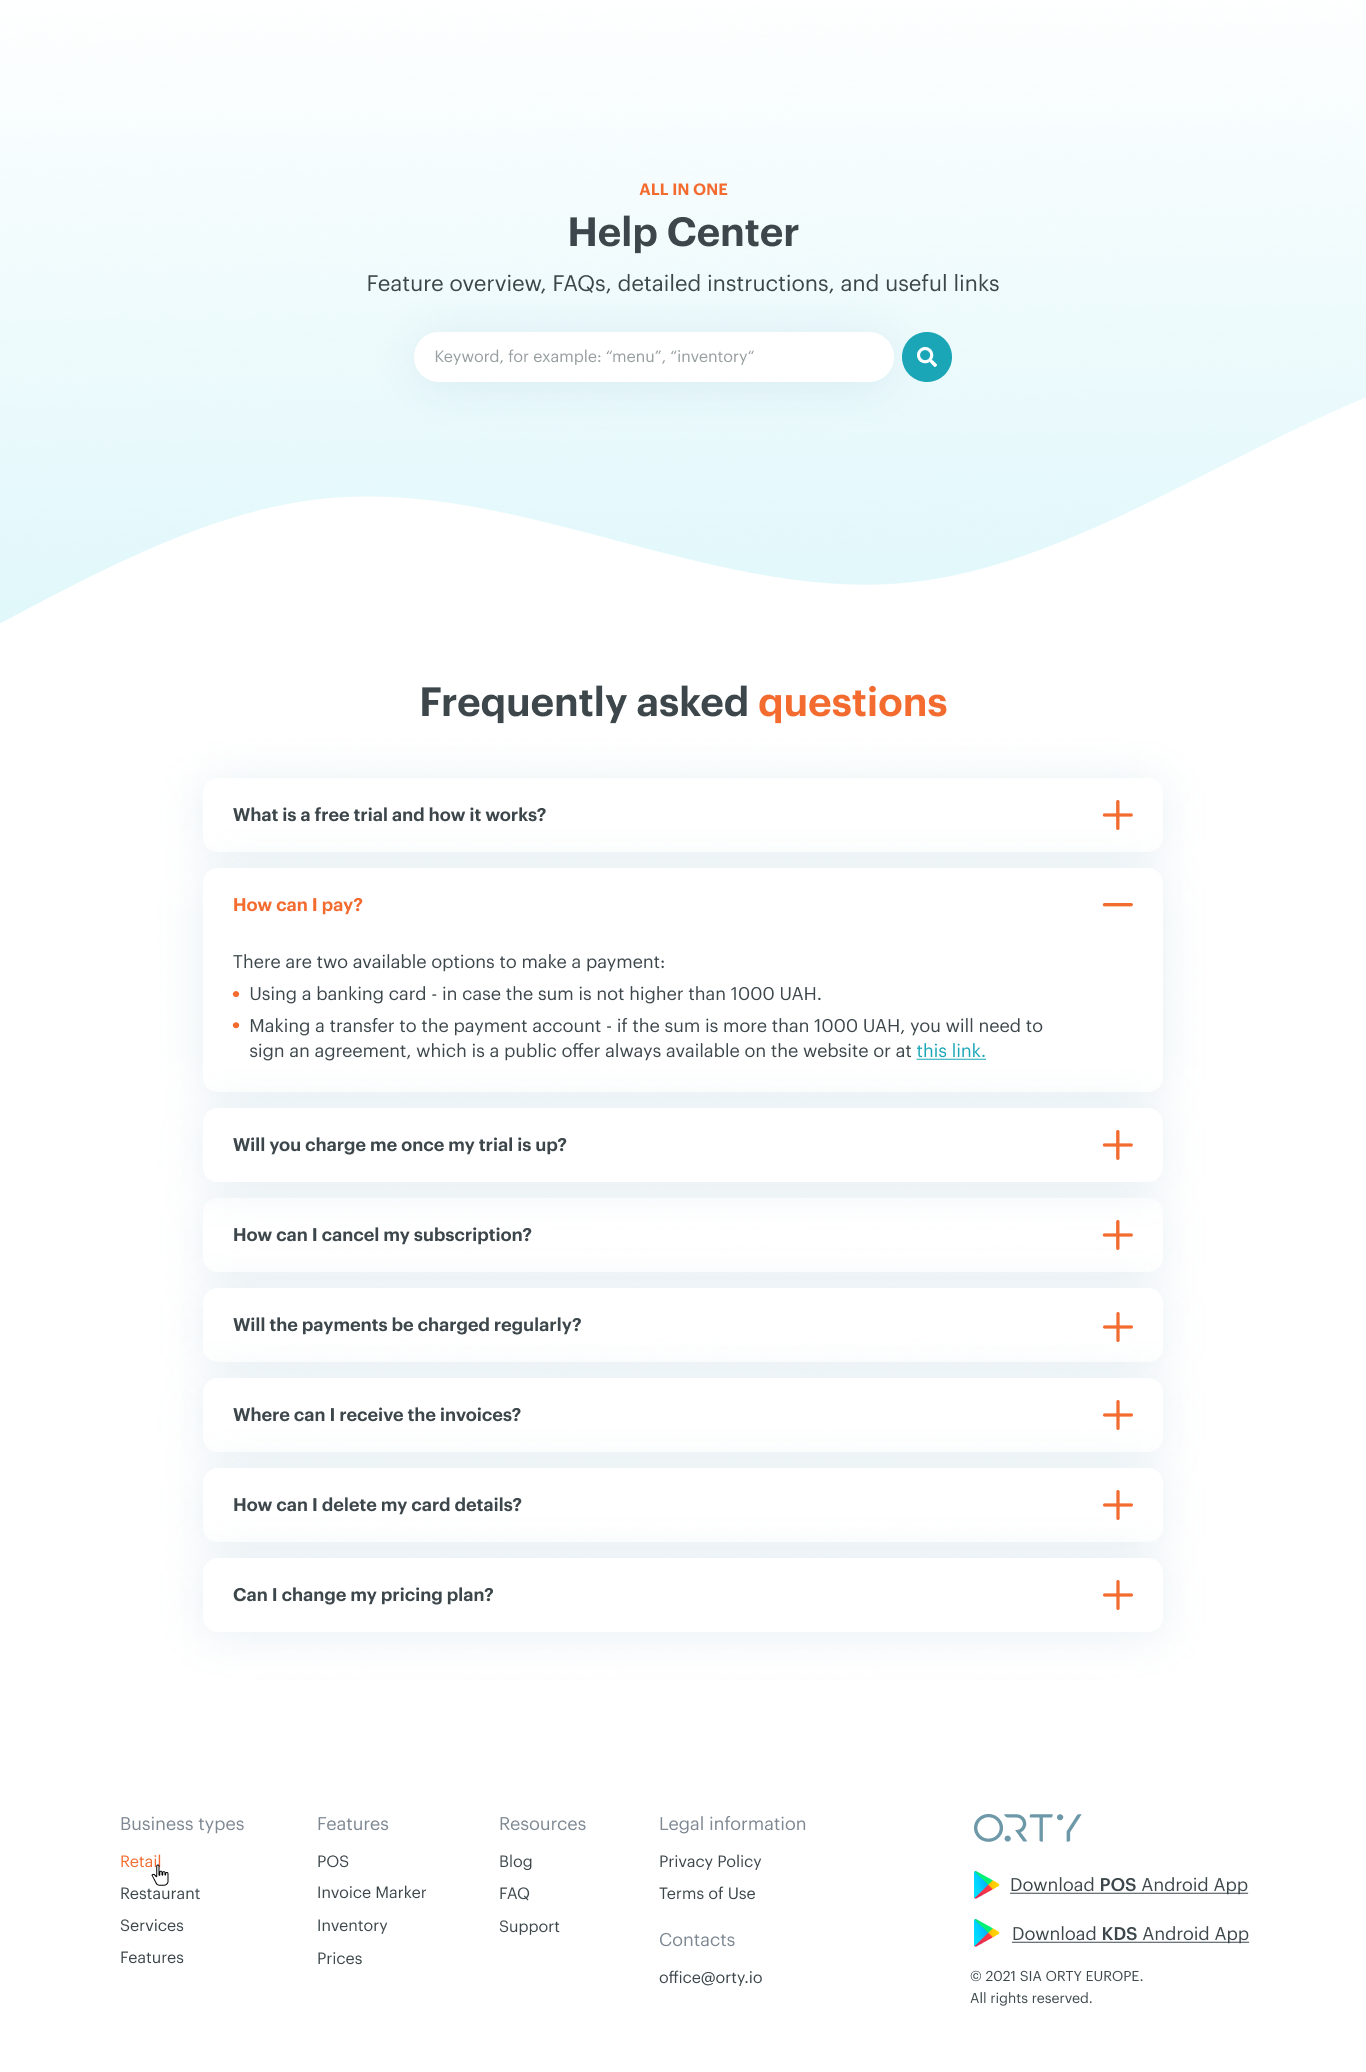 ALL IN ONE
Help Center
Feature overview, FAQs, detailed instructions, and useful links
Keyword, for example: “menu”, “inventory“
Frequently asked questions
What is a free trial and how it works?
How can I pay?
There are two available options to make a payment:
• Using a banking card - in case the sum is not higher than 1000 UAH.
• Making a transfer to the payment account - if the sum is more than 1000 UAH, you will need to
sign an agreement, which is a public offer always available on the website or at this link.
Will you charge me once my trial is up?
How can I cancel my subscription?
Will the payments be charged regularly?
Where can I receive the invoices?
How can I delete my card details?
Can I change my pricing plan?
Business types
Retail
Restaurant
Services
Features
Features
POS
Invoice Marker
Inventory
Prices
Resources
Blog
FAQ
Support
Legal information
Privacy Policy
Terms of Use
Contacts
office@orty.io
ORTY
Download POS Android App
Download KDS Android App
© 2021 SIA ORTY EUROPE.
All rights reserved.